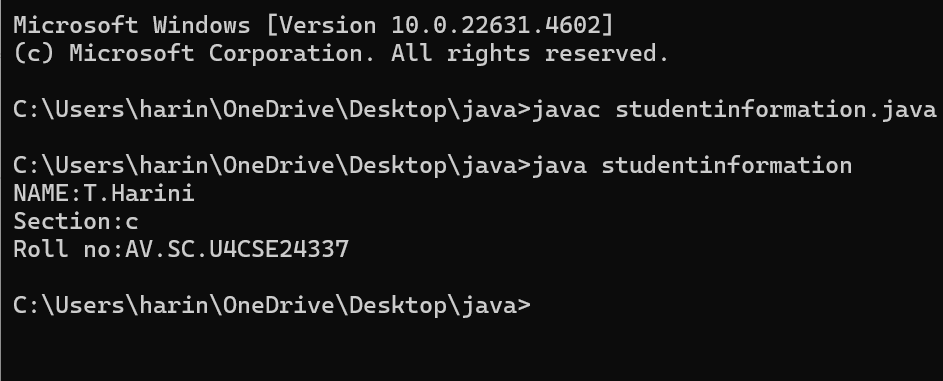 Microsoft Windows [Version 10.0.22631.4602]
(c) Microsoft Corporation. All rights reserved.
C:\Users\harin\OneDrive\Desktop\java>javac studentinformation.java
C:\Users\harin\OneDrive\Desktop\java>java studentinformation
NAME:T.Harini
Section:c
Roll no:AV.SC.U4CSE24337
C:\Users\harin\OneDrive\Desktop\java>